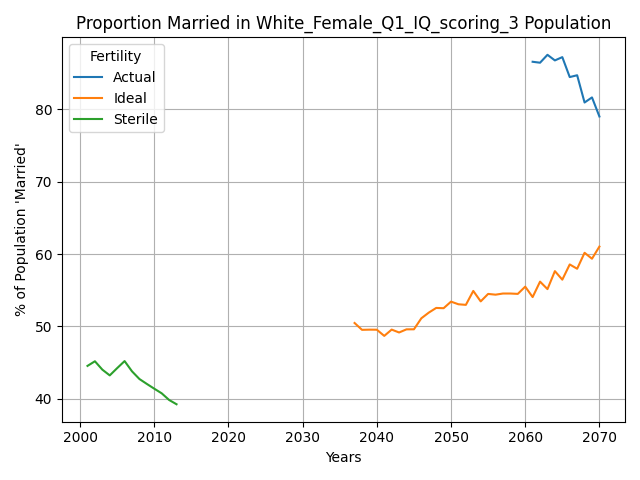 Proportion Married in White_Female_Q1_IQ_scoring_3 Population
Fertility
Actual
Ideal
Sterile
% of Population 'Married'
80
70
60
50
40
2000 2010 2020 2030 2040 2050 2060 2070
Years